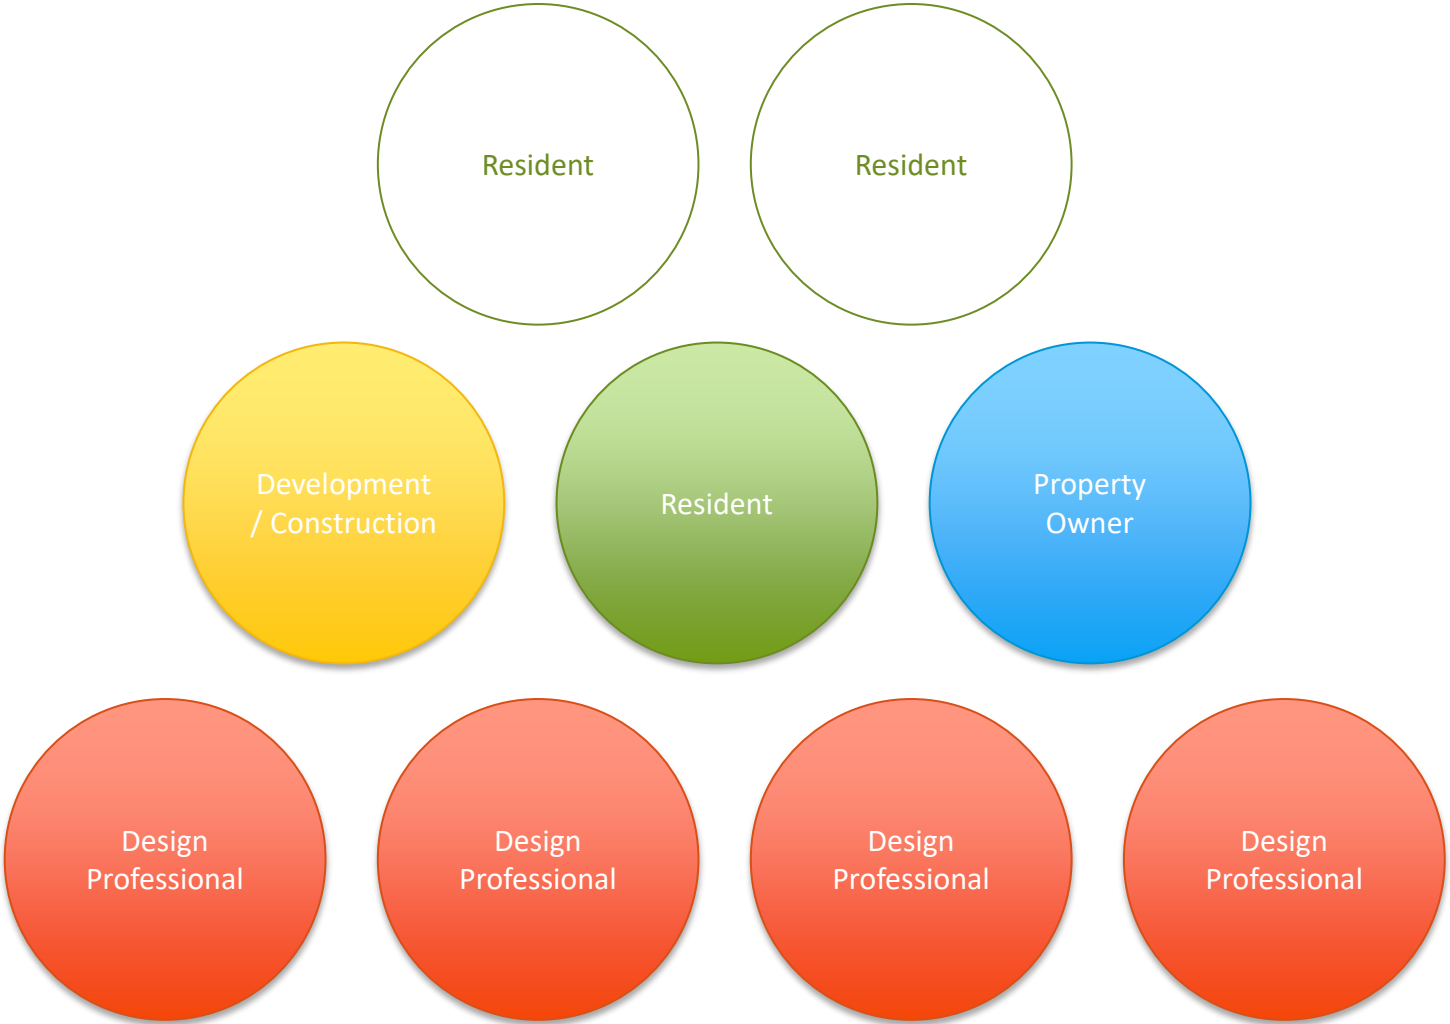 Resident
Resident
Development
/ Construction
Resident
Property
Owner
Design
Professional
Design
Professional
Design
Professional
Design
Professional